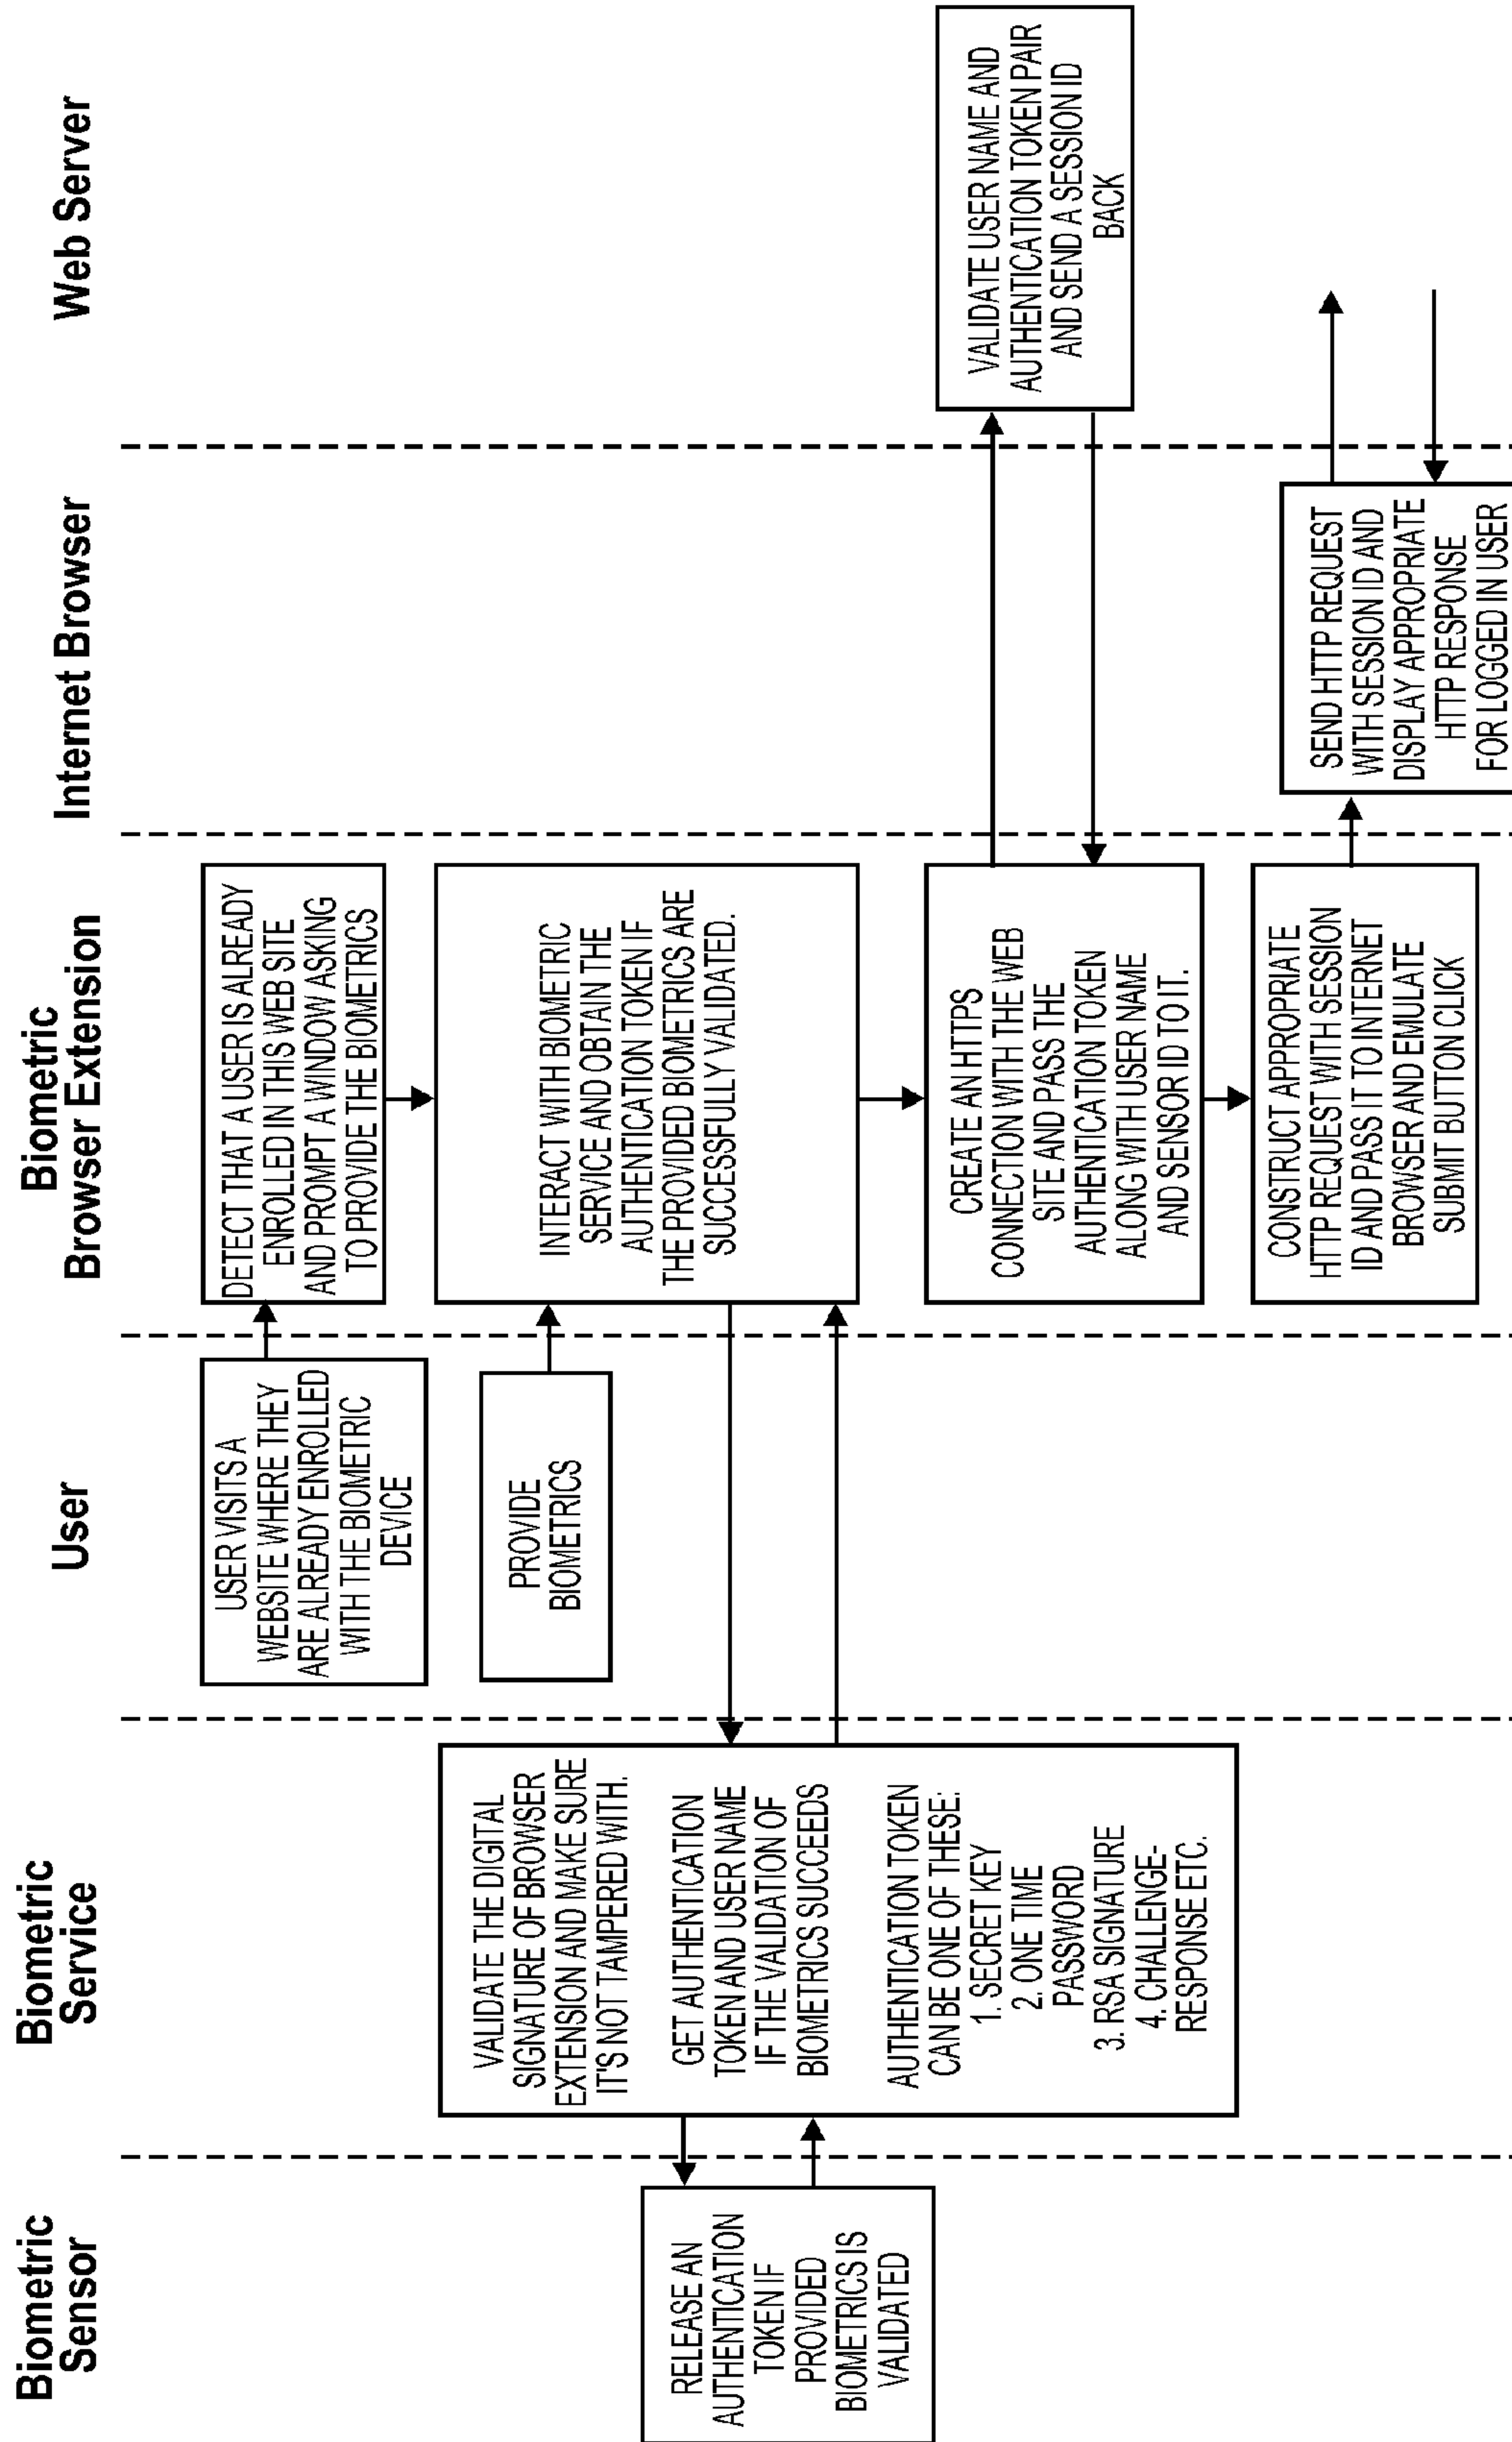 Biometric
Sensor
Biometric
Service
User
Biometric
Browser Extension
Internet Browser
Web Server
USER VISITS A
WEBSITE WHERE THEY
ARE ALREADY ENROLLED
WITH THE BIOMETRIC
DEVICE
DETECT THAT A USER IS ALREADY
ENROLLED IN THIS WEB SITE
AND PROMPT A WINDOW ASKING
TO PROVIDE THE BIOMETRICS
PROVIDE
BIOMETRICS
INTERACT WITH BIOMETRIC
SERVICE AND OBTAIN THE
AUTHENTICATION TOKEN IF
THE PROVIDED BIOMETRICS ARE
SUCCESSFULLY VALIDATED.
VALIDATE THE DIGITAL
SIGNATURE OF BROWSER
EXTENSION AND MAKE SURE
IT'S NOT TAMPERED WITH.
GET AUTHENTICATION
TOKEN AND USER NAME
IF THE VALIDATION OF
BIOMETRICS SUCCEEDS
AUTHENTICATION TOKEN
CAN BE ONE OF THESE:
1. SECRET KEY
2. ONE TIME
PASSWORD
3. RSA SIGNATURE
4. CHALLENGE-
RESPONSE ETC.
RELEASE AN
AUTHENTICATION
TOKEN IF
PROVIDED
BIOMETRICS IS
VALIDATED
CREATE AN HTTPS
CONNECTION WITH THE WEB
SITE AND PASS THE
AUTHENTICATION TOKEN
ALONG WITH USER NAME
AND SENSOR ID TO IT.
VALIDATE USER NAME AND
AUTHENTICATION TOKEN PAIR
AND SEND A SESSION ID
BACK
CONSTRUCT APPROPRIATE
HTTP REQUEST WITH SESSION
ID AND PASS IT TO INTERNET
BROWSER AND EMULATE
SUBMIT BUTTON CLICK
SEND HTTP REQUEST
WITH SESSION ID AND
DISPLAY APPROPRIATE
HTTP RESPONSE
FOR LOGGED IN USER